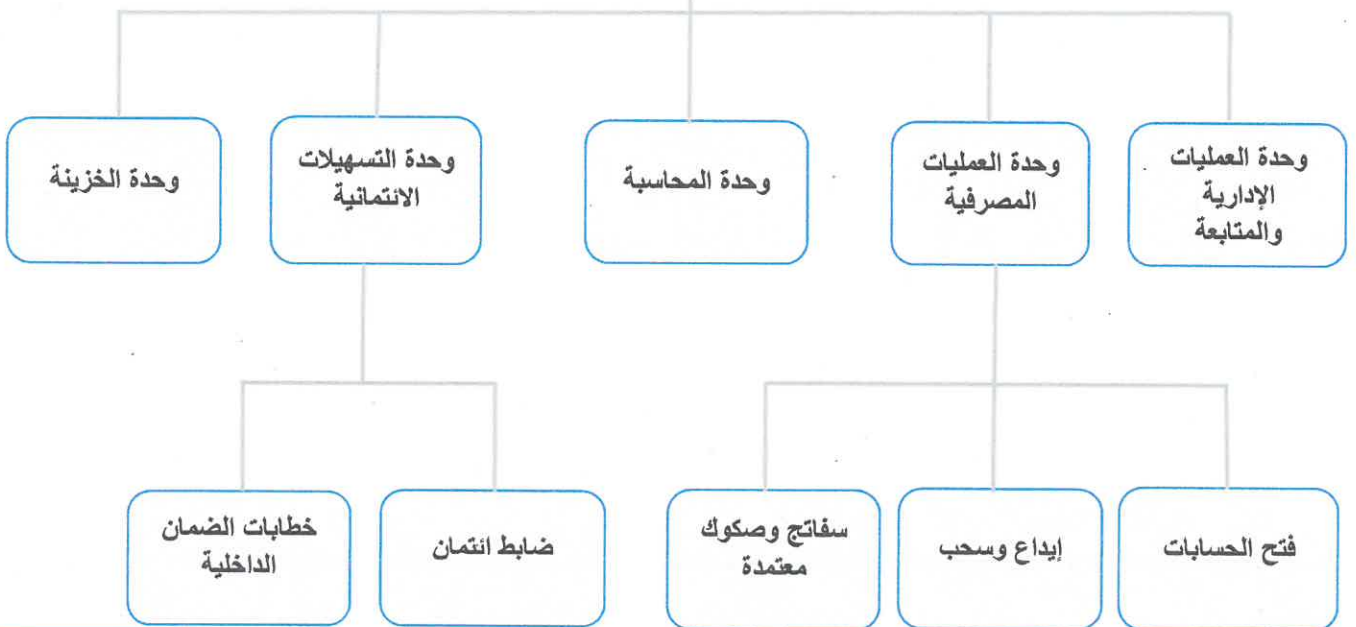 وحدة العمليات
الإدارية
والمتابعة
وحدة العمليات
المصرفية
وحدة المحاسبة
وحدة التسهيلات
الائتمانية
وحدة الخزينة
فتح الحسابات
إيداع وسحب
سفاتج وصكوك
معتمدة
ضابط ائتمان
خطابات الضمان
الداخلية